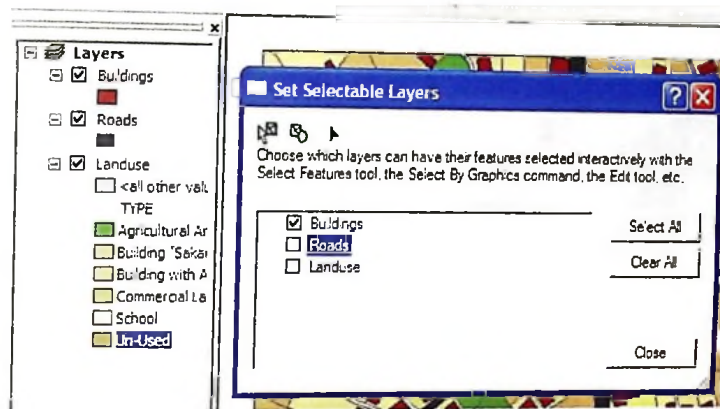 Layers
Buildings
Roads
Landuse
<all other valu
TYPE
Agricultural Ar
Building "Sakan
Building with A
Commercial La
School
Un-Used
Set Selectable Layers
Choose which layers can have their features selected interactively with the
Select Features tool, the Select By Graphics command, the Edit tool, etc.
Buildings
Roads
Landuse
Select All
Clear All
Close